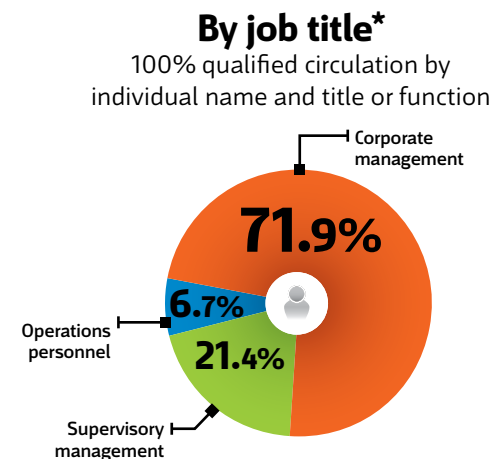 By job title*
100% qualified circulation by
individual name and title or function
Corporate
management
71.9%
6.7%
Operations
personnel
21.4%
Supervisory
management